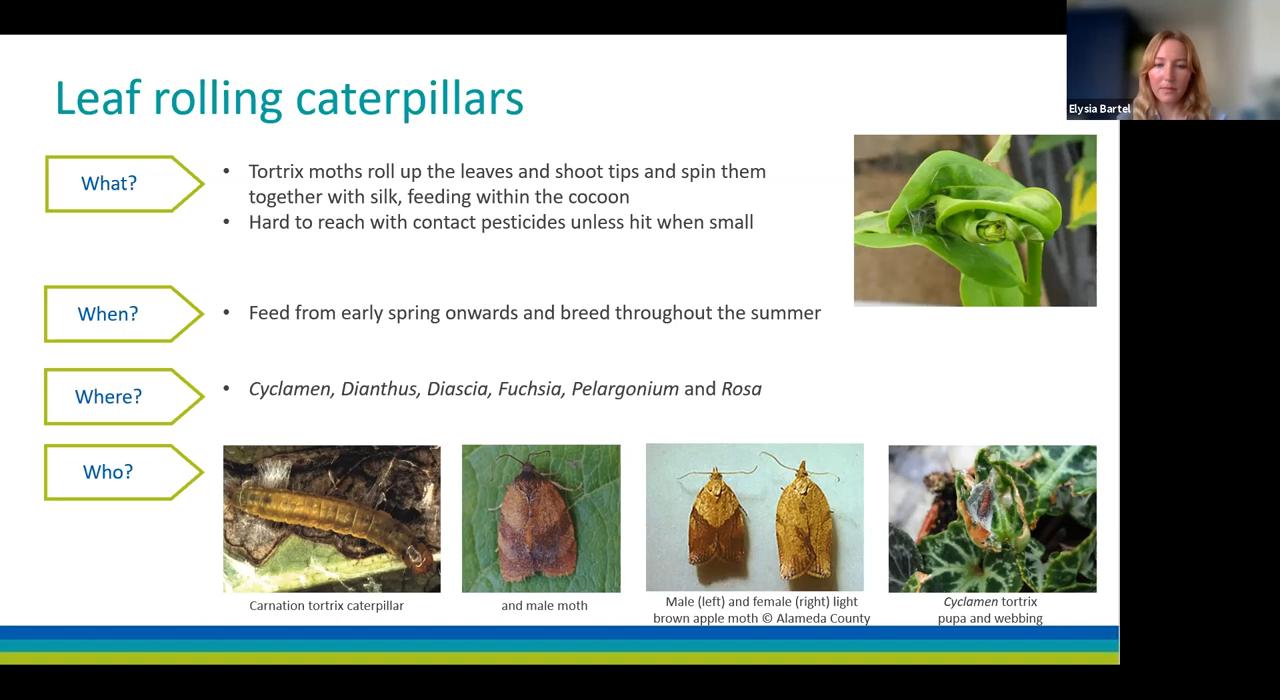 Leaf rolling caterpillars
Elysia Bartel
What?
• Tortrix moths roll up the leaves and shoot tips and spin them
together with silk, feeding within the cocoon
• Hard to reach with contact pesticides unless hit when small
When?
• Feed from early spring onwards and breed throughout the summer
Where?
• Cyclamen, Dianthus, Diascia, Fuchsia, Pelargonium and Rosa
Who?
Carnation tortrix caterpillar
and male moth
Male (left) and female (right) light
brown apple moth © Alameda County
Cyclamen tortrix
pupa and webbing